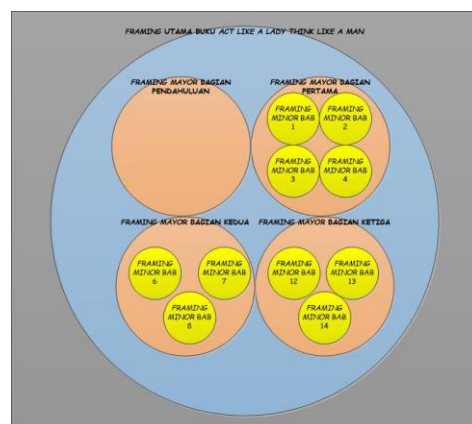 FRAMING UTAMA BUKU ACT LIKE A LADY THINK LIKE A MAN
FRAMING MAYOR BAGIAN
PENDAHULUAN
FRAMING MAYOR BAGIAN
PERTAMA
FRAMING
MINOR BAB
1
FRAMING
MINOR BAB
2
FRAMING
MINOR BAB
3
FRAMING
MINOR BAB
4
FRAMING MAYOR BAGIAN KEDUA
FRAMING
MINOR BAB
6
FRAMING
MINOR BAB
7
FRAMING
MINOR BAB
8
FRAMING MAYOR BAGIAN KETIGA
FRAMING
MINOR BAB
12
FRAMING
MINOR BAB
13
FRAMING
MINOR BAB
14